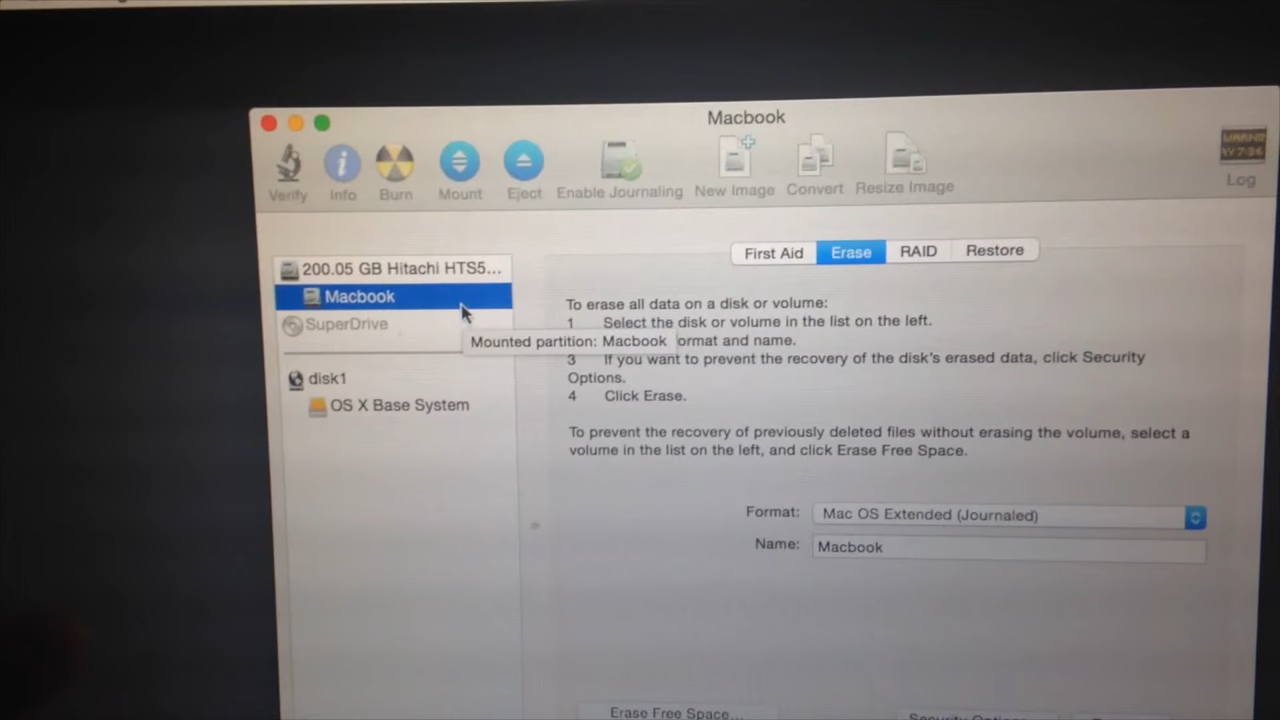 Macbook
Verify Info Burn Mount Eject Enable Journaling New Image Convert Resize Image Log
First Aid Erase RAID Restore
200.05 GB Hitachi HTS5...
Macbook
SuperDrive
disk1
OS X Base System
To erase all data on a disk or volume:
1 Select the disk or volume in the list on the left.
Mounted partition: Macbook ormat and name.
3 If you want to prevent the recovery of the disk's erased data, click Security
Options.
4 Click Erase.
To prevent the recovery of previously deleted files without erasing the volume, select a
volume in the list on the left, and click Erase Free Space.
Format: Mac OS Extended (Journaled)
Name: Macbook
Erase Free Space...
Security